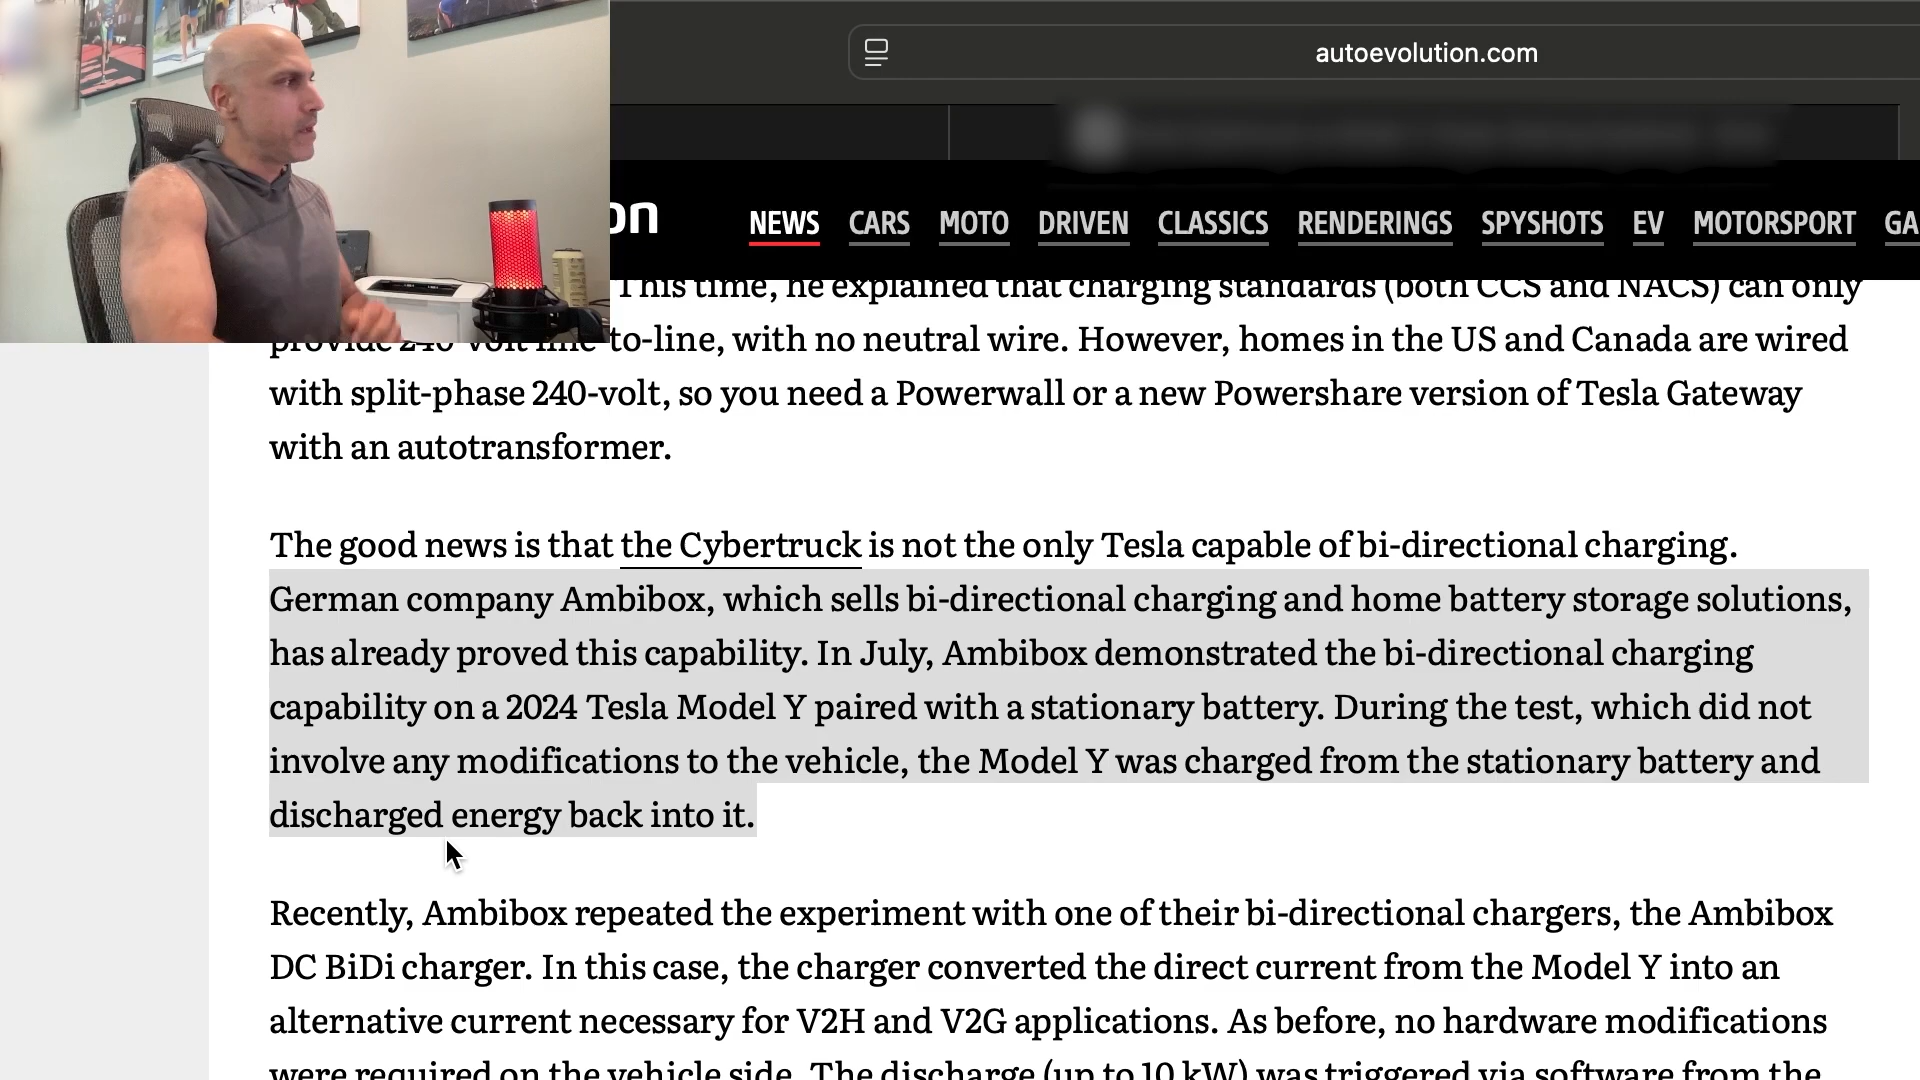 autoevolution.com
on NEWS CARS MOTO DRIVEN CLASSICS RENDERINGS SPYSHOTS EV MOTORSPORT GA
This time, he explained that charging standards (both CCS and NACS) can only
provide 240-volt line-to-line, with no neutral wire. However, homes in the US and Canada are wired
with split-phase 240-volt, so you need a Powerwall or a new Powershare version of Tesla Gateway
with an autotransformer.
The good news is that the Cybertruck is not the only Tesla capable of bi-directional charging.
German company Ambibox, which sells bi-directional charging and home battery storage solutions,
has already proved this capability. In July, Ambibox demonstrated the bi-directional charging
capability on a 2024 Tesla Model Y paired with a stationary battery. During the test, which did not
involve any modifications to the vehicle, the Model Y was charged from the stationary battery and
discharged energy back into it.
Recently, Ambibox repeated the experiment with one of their bi-directional chargers, the Ambibox
DC BiDi charger. In this case, the charger converted the direct current from the Model Y into an
alternative current necessary for V2H and V2G applications. As before, no hardware modifications
were required on the vehicle side. The discharge (up to 10 kW) was triggered via software from the